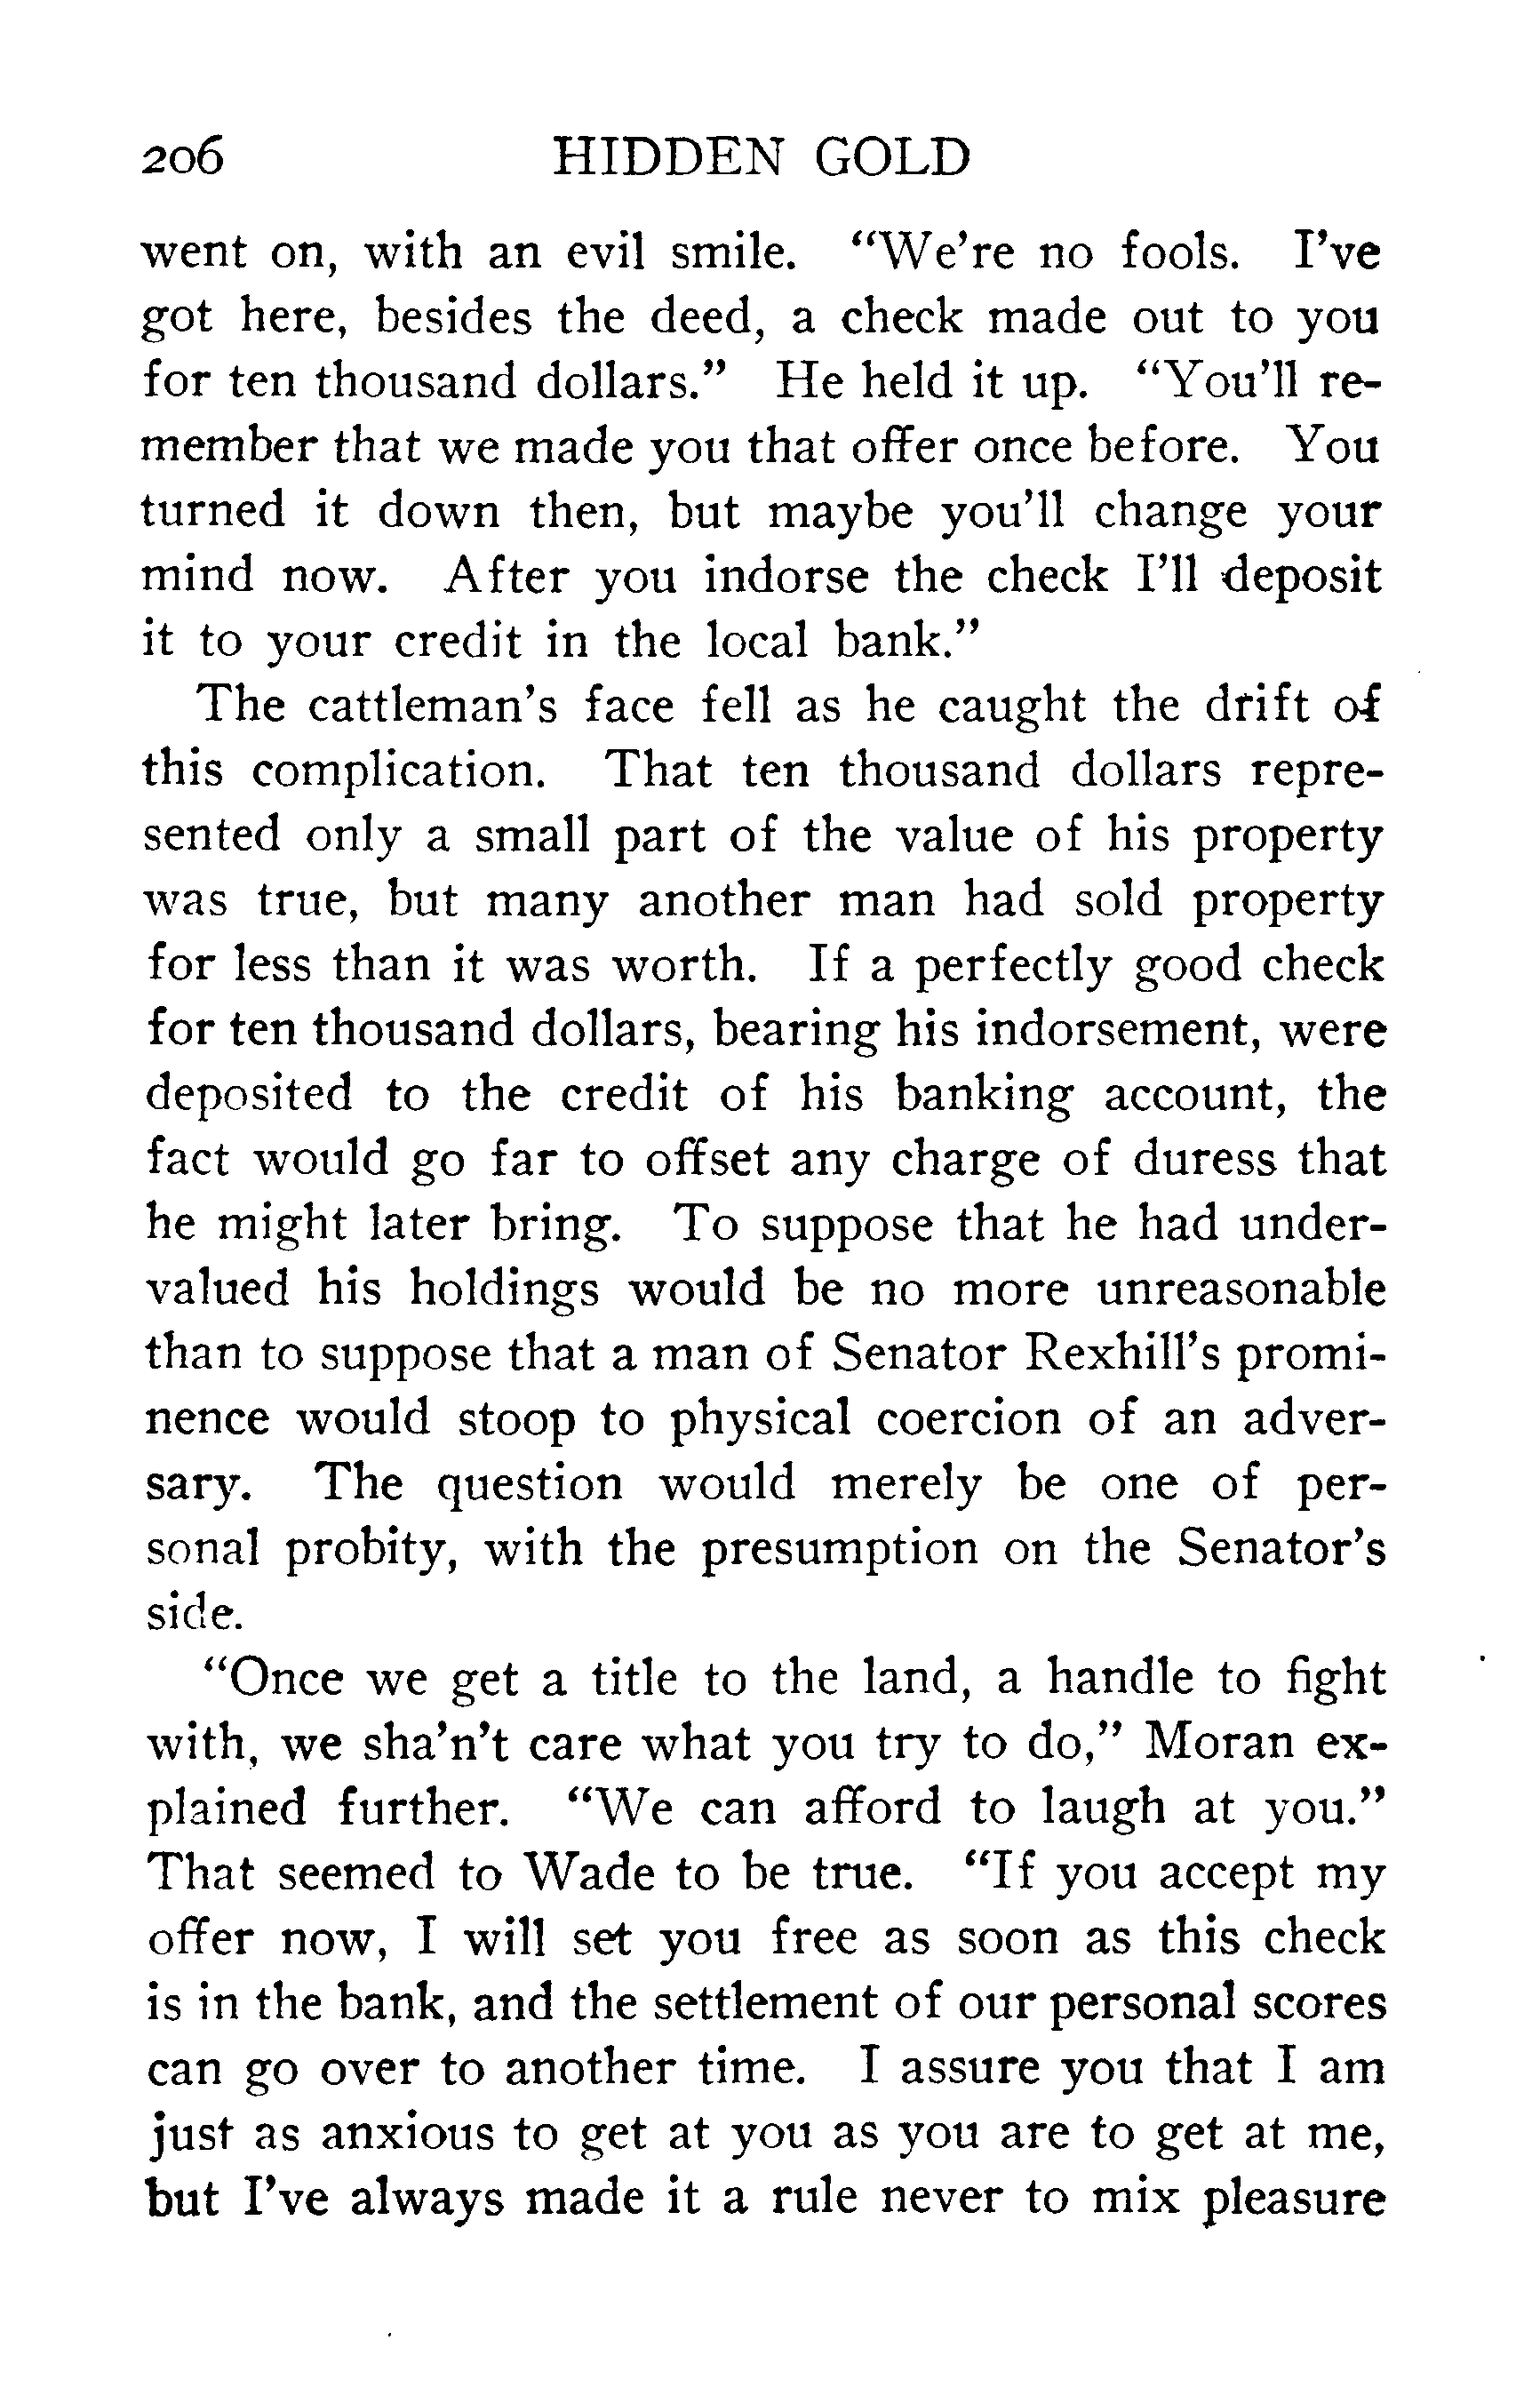 206 HIDDEN GOLD
went on, with an evil smile. “We’re no fools. I’ve
got here, besides the deed, a check made out to you
for ten thousand dollars.” He held it up. “You’ll re-
member that we made you that offer once before. You
turned it down then, but maybe you’ll change your
mind now. After you indorse the check I’ll deposit
it to your credit in the local bank.”
The cattleman’s face fell as he caught the drift of
this complication. That ten thousand dollars repre-
sented only a small part of the value of his property
was true, but many another man had sold property
for less than it was worth. If a perfectly good check
for ten thousand dollars, bearing his indorsement, were
deposited to the credit of his banking account, the
fact would go far to offset any charge of duress that
he might later bring. To suppose that he had under-
valued his holdings would be no more unreasonable
than to suppose that a man of Senator Rexhill’s promi-
nence would stoop to physical coercion of an adver-
sary. The question would merely be one of per-
sonal probity, with the presumption on the Senator’s
side.
“Once we get a title to the land, a handle to fight
with, we sha’n’t care what you try to do,” Moran ex-
plained further. “We can afford to laugh at you.”
That seemed to Wade to be true. “If you accept my
offer now, I will set you free as soon as this check
is in the bank, and the settlement of our personal scores
can go over to another time. I assure you that I am
just as anxious to get at you as you are to get at me,
but I’ve always made it a rule never to mix pleasure